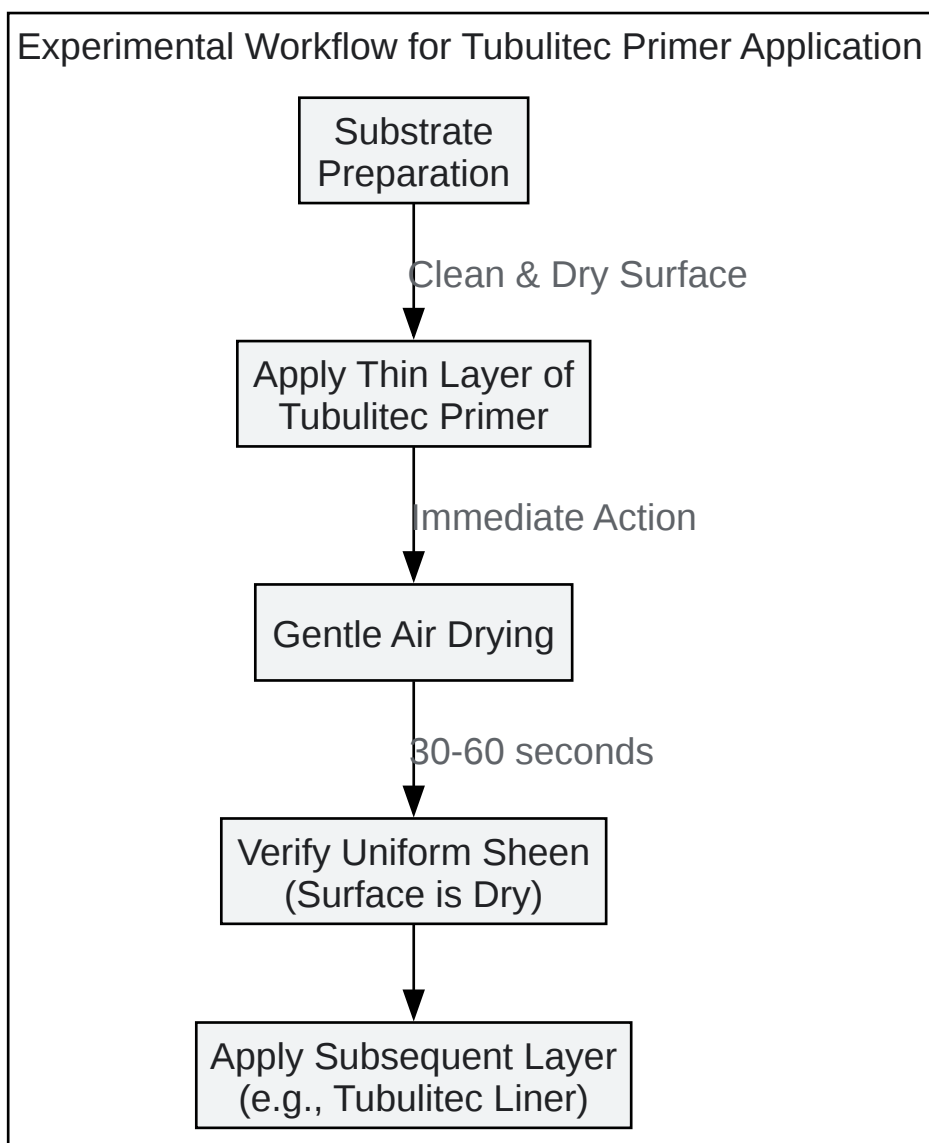 Experimental Workflow for Tubulitec Primer Application
Substrate
Preparation
Clean & Dry Surface
Apply Thin Layer of
Tubulitec Primer
Immediate Action
Gentle Air Drying
30-60 seconds
Verify Uniform Sheen
(Surface is Dry)
Apply Subsequent Layer
(e.g., Tubulitec Liner)